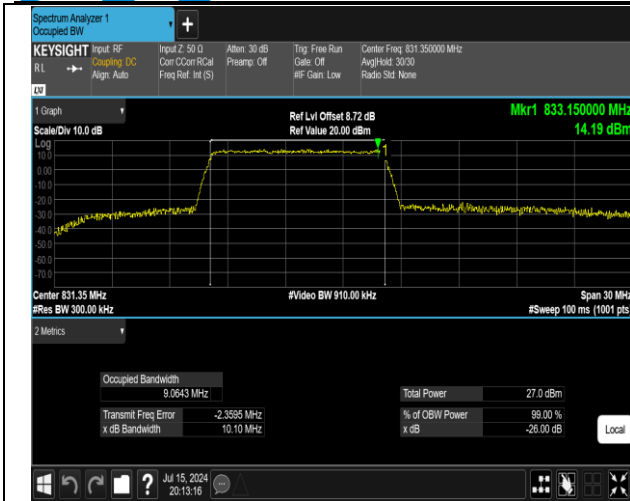 Spectrum Analyzer 1
Occupied BW
+
KEYSIGHT Input: RF Input Z: 50 Ω Atten: 30 dB Trig: Free Run Center Freq: 831.350000 MHz
RL Coupling: DC Corr CCorr RCal Preamp: Off Gate: Off Avg|Hold: 30/30
Align: Auto Freq Ref: Int (S) #IF Gain: Low Radio Std: None
LXI
1 Graph Ref Lvl Offset 8.72 dB Mkr1 833.150000 MHz
Scale/Div 10.0 dB Ref Value 20.00 dBm 14.19 dBm
Log
10.0
0.00
-10.0
-20.0
-30.0
-40.0
-50.0
-60.0
-70.0
1
Center 831.35 MHz #Video BW 910.00 kHz Span 30 MHz
#Res BW 300.00 kHz #Sweep 100 ms (1001 pts
2 Metrics
Occupied Bandwidth
9.0643 MHz Total Power 27.0 dBm
Transmit Freq Error -2.3595 MHz % of OBW Power 99.00 %
x dB Bandwidth 10.10 MHz x dB -26.00 dB
Local
? Jul 15, 2024
20:13:16